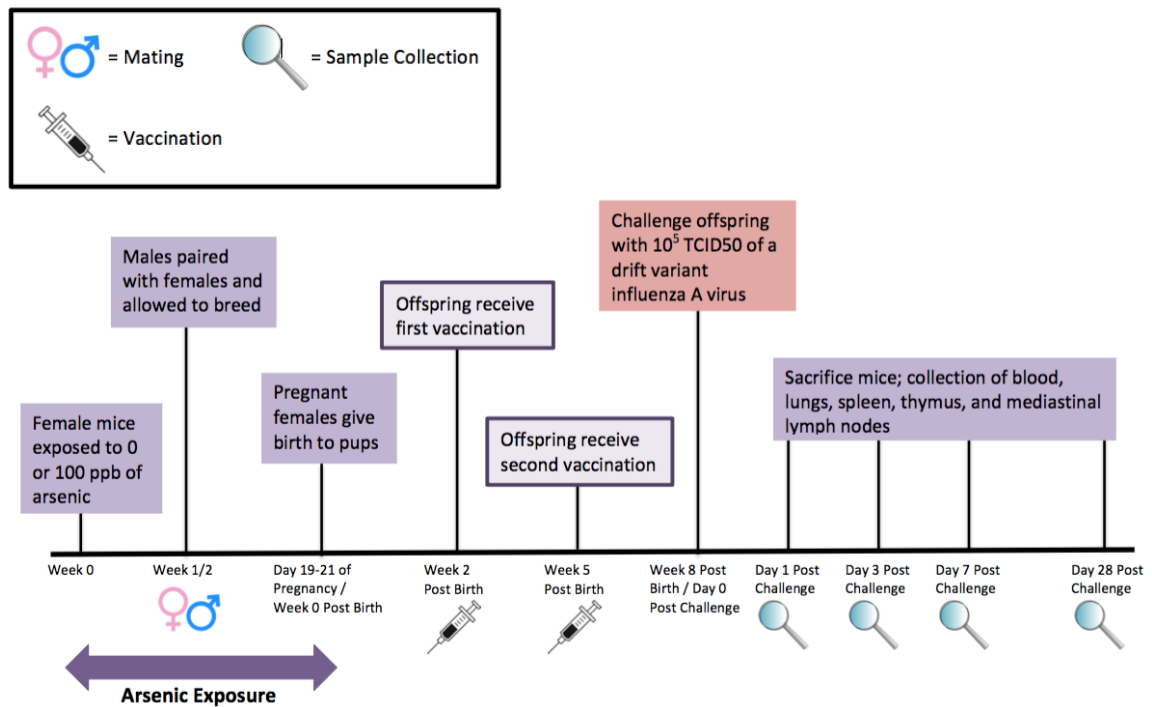 = Mating
= Sample Collection
= Vaccination
Female mice
exposed to 0
or 100 ppb of
arsenic
Males paired
with females and
allowed to breed
Pregnant
females give
birth to pups
Offspring receive
first vaccination
Offspring receive
second vaccination
Challenge offspring
with 10⁵ TCID50 of a
drift variant
influenza A virus
Sacrifice mice; collection of blood,
lungs, spleen, thymus, and mediastinal
lymph nodes
Week 0
Week 1/2
Day 19-21 of
Pregnancy /
Week 0 Post Birth
Week 2
Post Birth
Week 5
Post Birth
Week 8 Post
Birth / Day 0
Post Challenge
Day 1 Post
Challenge
Day 3 Post
Challenge
Day 7 Post
Challenge
Day 28 Post
Challenge
Arsenic Exposure